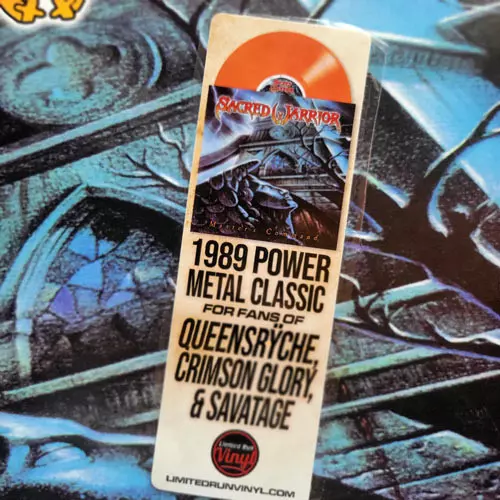 SACRED WARRIOR
Master's Command
1989 POWER
METAL CLASSIC
FOR FANS OF
QUEENSRŸCHE,
CRIMSON GLORY,
& SAVATAGE
Limited Run
Vinyl
LIMITEDRUNVINYL.COM